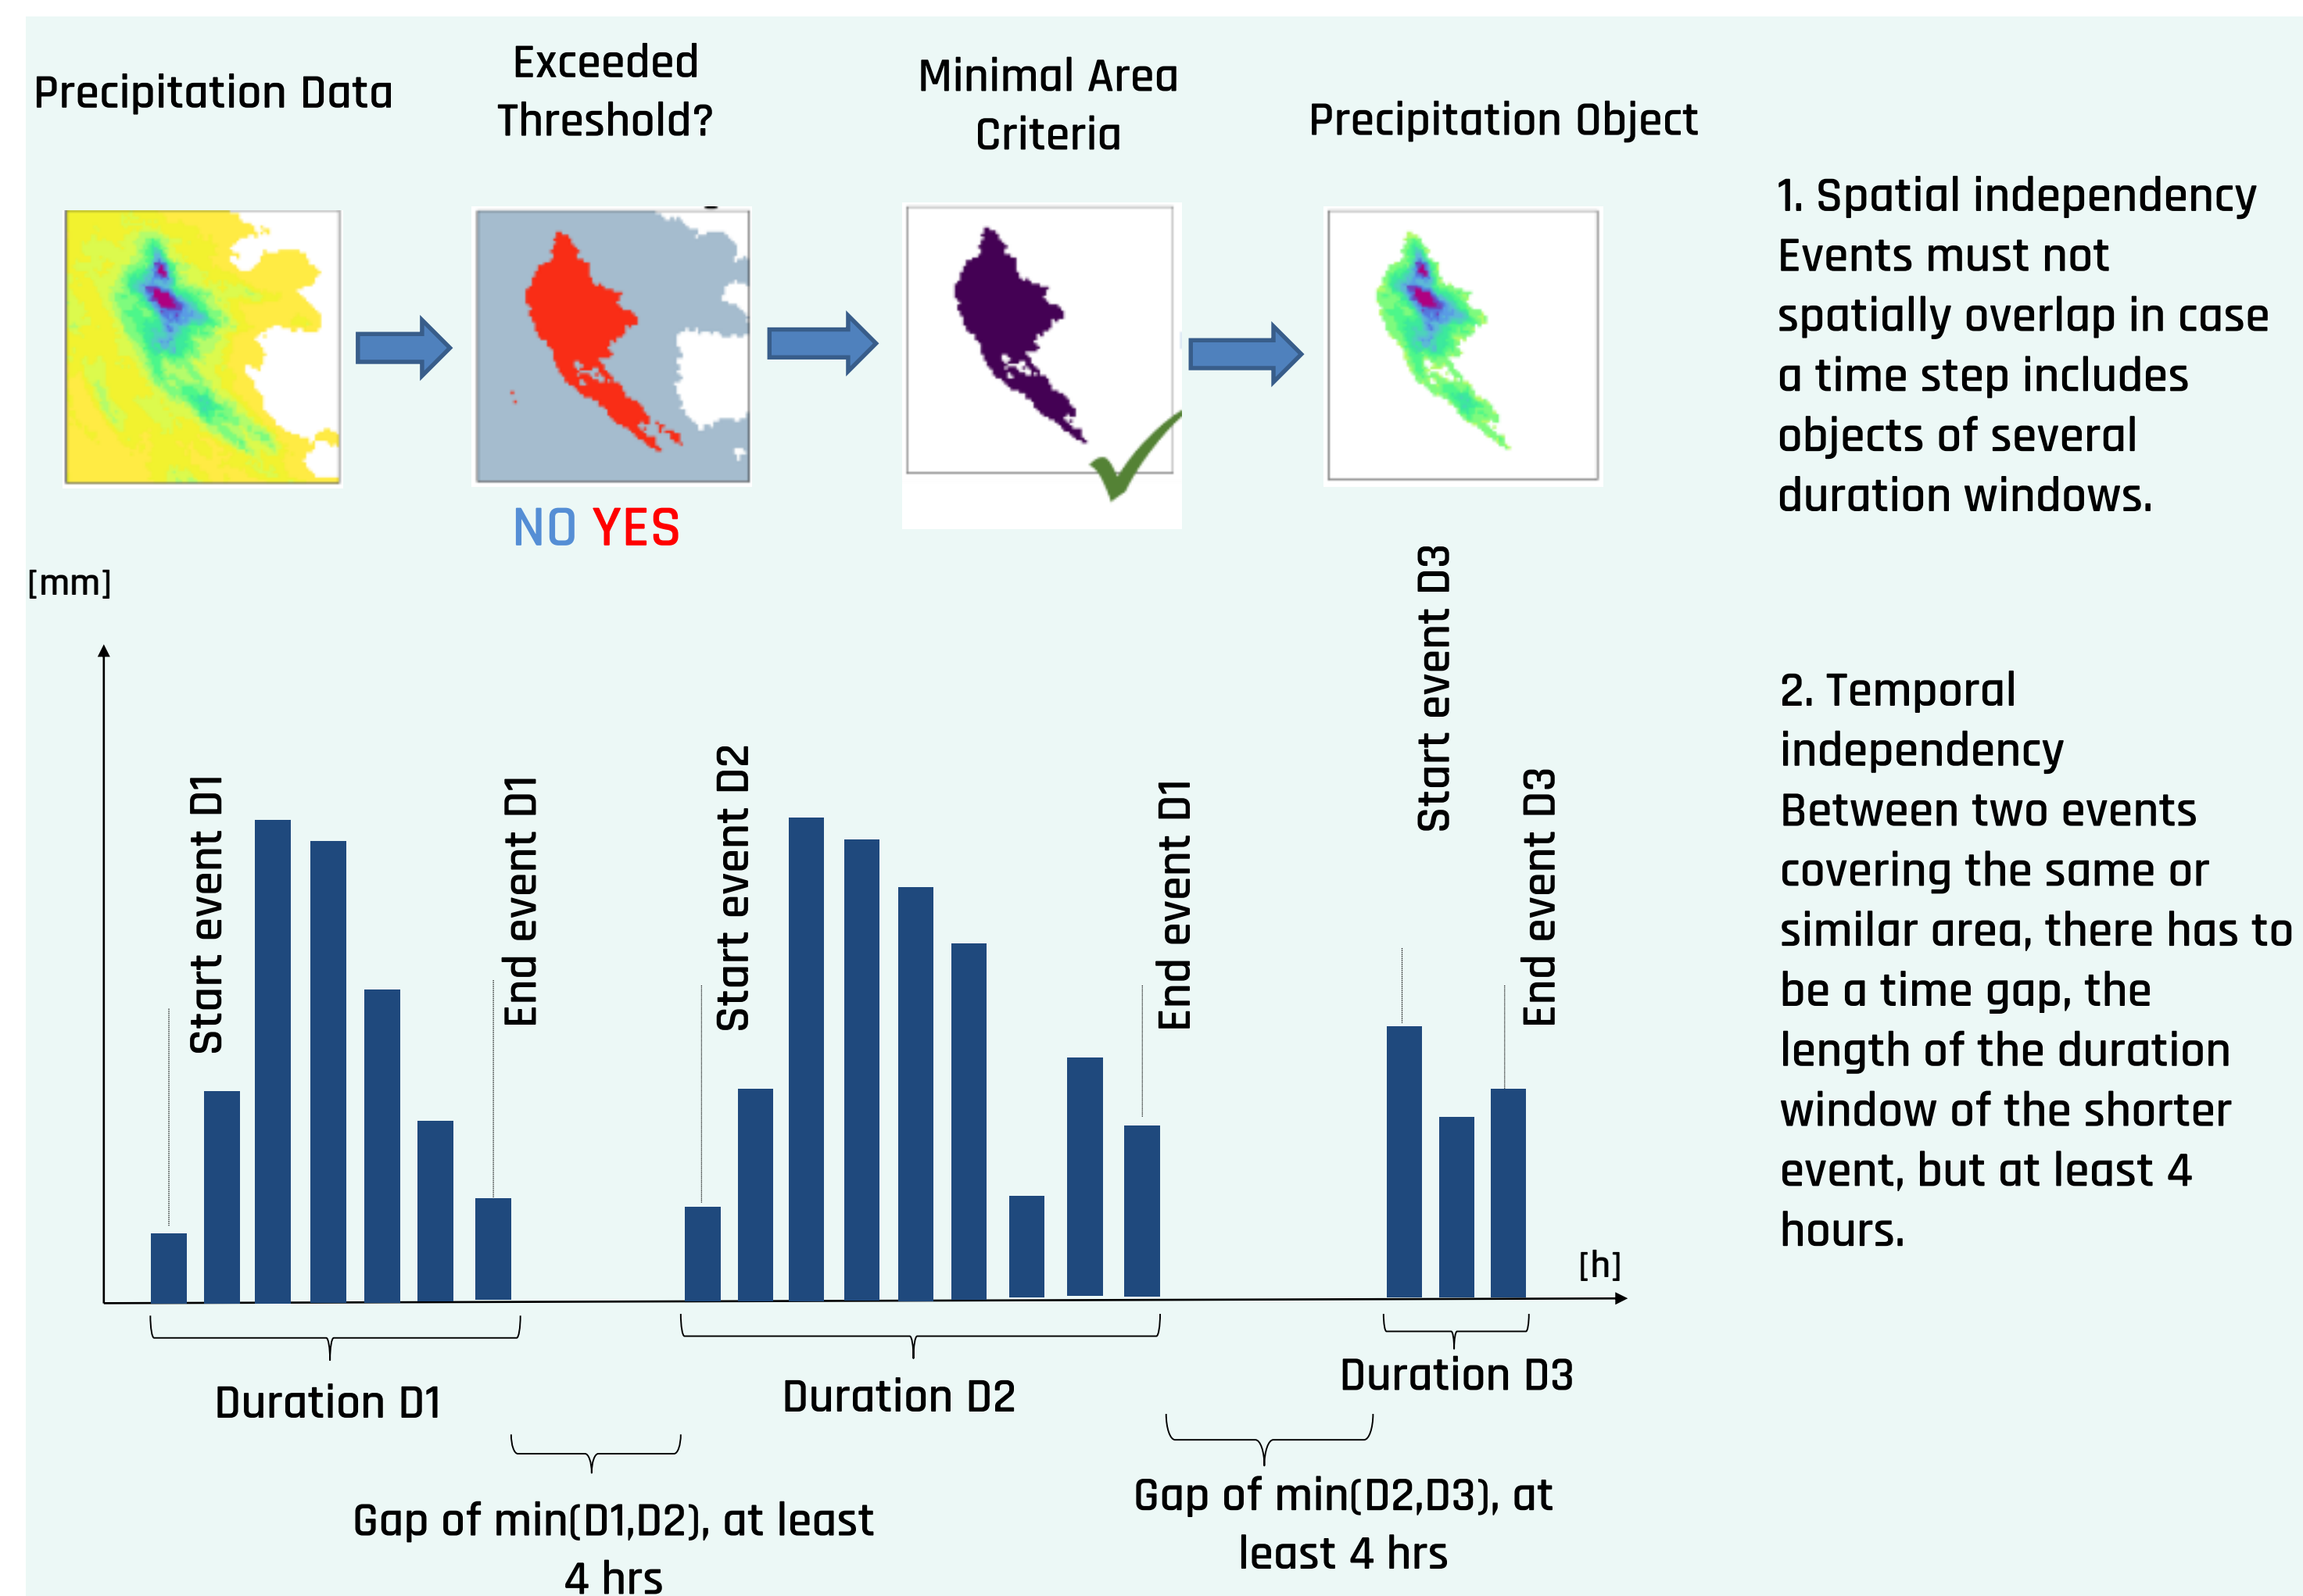 Precipitation Data
Exceeded
Threshold?
Minimal Area
Criteria
Precipitation Object
NO YES
1. Spatial independency
Events must not
spatially overlap in case
a time step includes
objects of several
duration windows.
[mm]
Start event D1
End event D1
Start event D2
End event D1
Start event D3
End event D3
[h]
2. Temporal
independency
Between two events
covering the same or
similar area, there has to
be a time gap, the
length of the duration
window of the shorter
event, but at least 4
hours.
Duration D1
Duration D2
Duration D3
Gap of min(D1,D2), at least
4 hrs
Gap of min(D2,D3), at
least 4 hrs